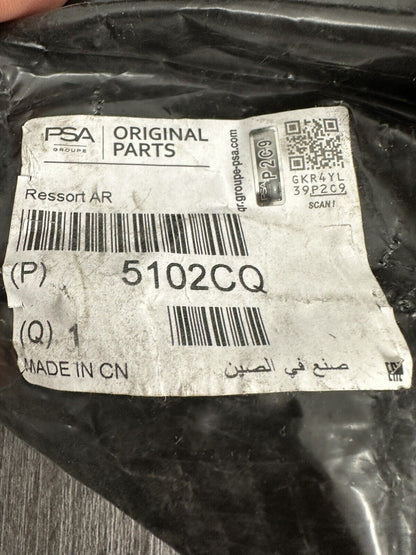 PSA
GROUPE
ORIGINAL
PARTS
qr.groupe-psa.com
P2C9
GKR4YL
39P2C9
SCAN!
Ressort AR
(P) 5102CQ
(Q) 1
MADE IN CN
صنع في الصين
EAC